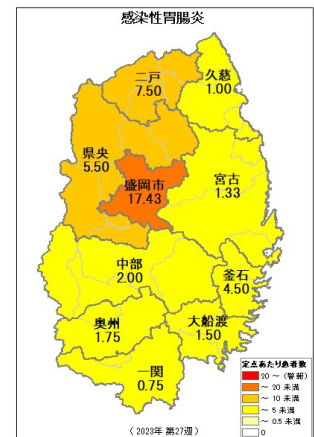 感染性胃腸炎
二戸
7.50
久慈
1.00
県央
5.50
盛岡市
17.43
宮古
1.33
中部
2.00
釜石
4.50
奥州
1.75
大船渡
1.50
一関
0.75
定点あたり患者数
20 ～ (警報)
～ 20 未満
～ 10 未満
～ 5 未満
～ 0.5 未満
0
( 2023年 第27週 )